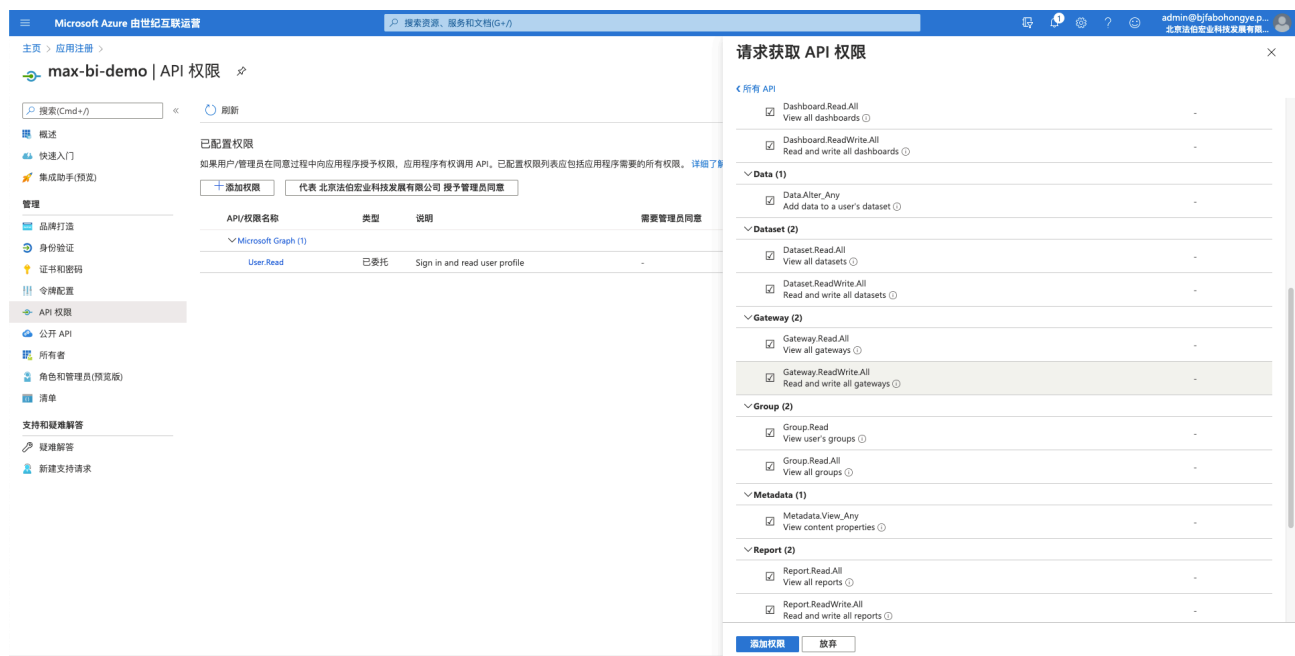 Microsoft Azure 由世纪互联运营
搜索资源、服务和文档(G+/)
1
admin@bjfabohongye.p...
北京法伯宏业科技发展有限...
主页 > 应用注册 >
max-bi-demo | API 权限
搜索(Cmd+/)
«
概述
快速入门
集成助手(预览)
管理
品牌打造
身份验证
证书和密码
令牌配置
API 权限
公开 API
所有者
角色和管理员(预览版)
清单
支持和疑难解答
疑难解答
新建支持请求
刷新
已配置权限
如果用户/管理员在同意过程中向应用程序授予权限，应用程序有权调用 API。已配置权限列表应包括应用程序需要的所有权限。 详细了解
添加权限 代表 北京法伯宏业科技发展有限公司 授予管理员同意
API/权限名称 类型 说明 需要管理员同意
Microsoft Graph (1)
User.Read 已委托 Sign in and read user profile -
请求获取 API 权限
所有 API
Dashboard.Read.All
View all dashboards -
Dashboard.ReadWrite.All
Read and write all dashboards -
Data (1)
Data.Alter_Any
Add data to a user's dataset -
Dataset (2)
Dataset.Read.All
View all datasets -
Dataset.ReadWrite.All
Read and write all datasets -
Gateway (2)
Gateway.Read.All
View all gateways -
Gateway.ReadWrite.All
Read and write all gateways -
Group (2)
Group.Read
View user's groups -
Group.Read.All
View all groups -
Metadata (1)
Metadata.View_Any
View content properties -
Report (2)
Report.Read.All
View all reports -
Report.ReadWrite.All
Read and write all reports -
添加权限 放弃